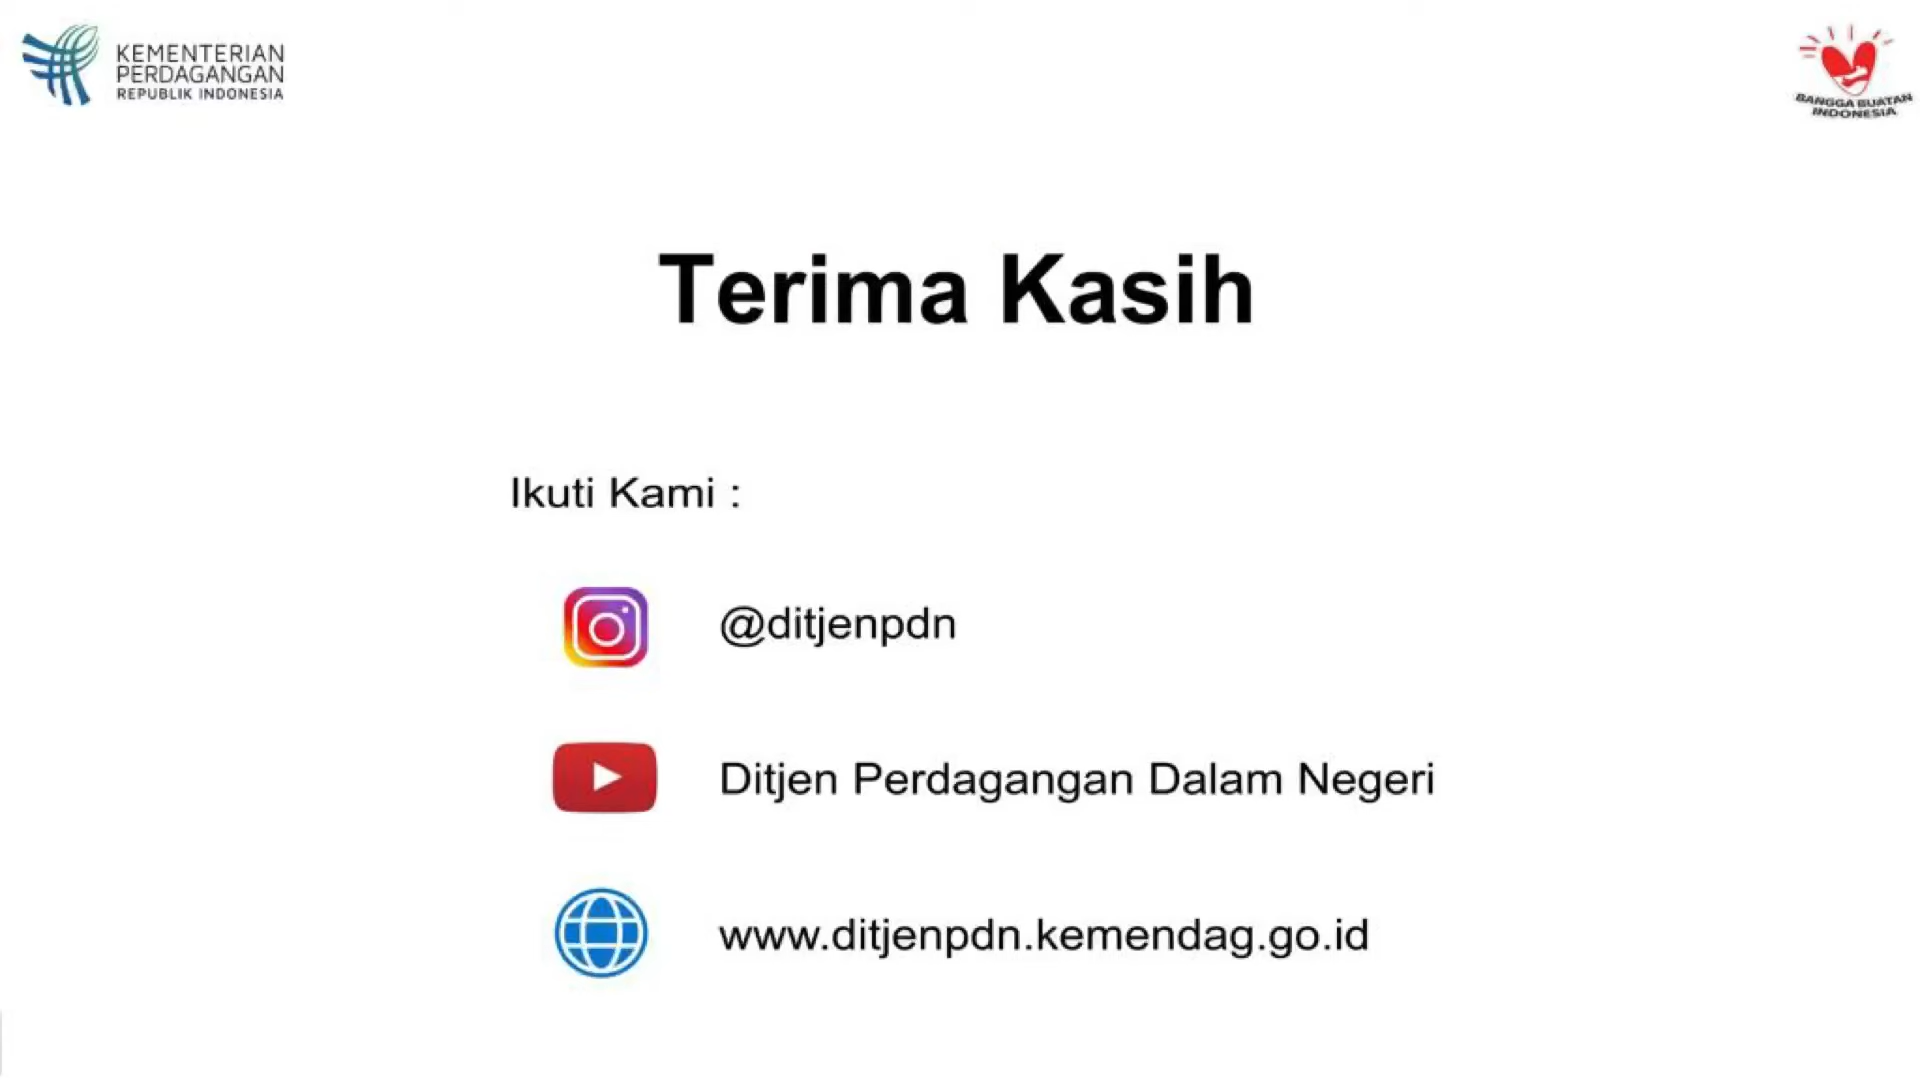 KEMENTERIAN
PERDAGANGAN
REPUBLIK INDONESIA
BANGGA BUATAN
INDONESIA
Terima Kasih
Ikuti Kami :
@ditjenpdn
Ditjen Perdagangan Dalam Negeri
www.ditjenpdn.kemendag.go.id